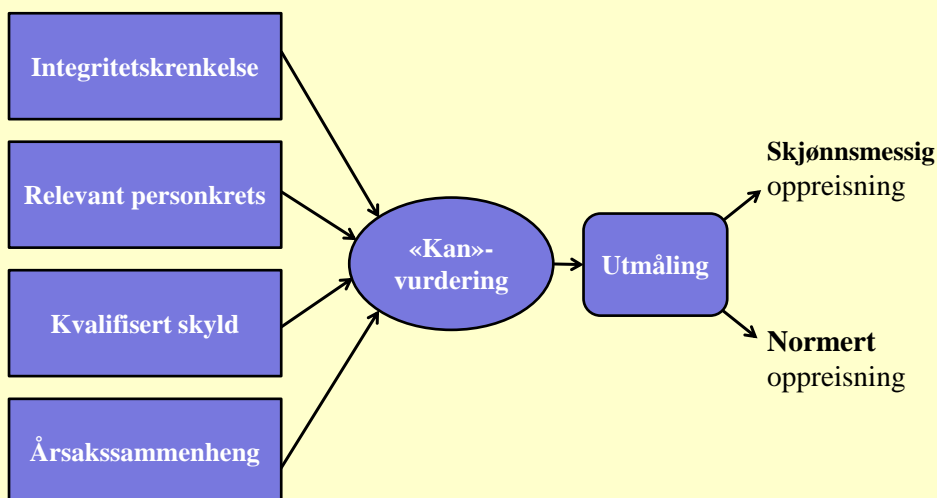 Integritetskrenkelse
Relevant personkrets
Kvalifisert skyld
Årsakssammenheng
«Kan»-
vurdering
Utmåling
Skjønnsmessig
oppreisning
Normert
oppreisning